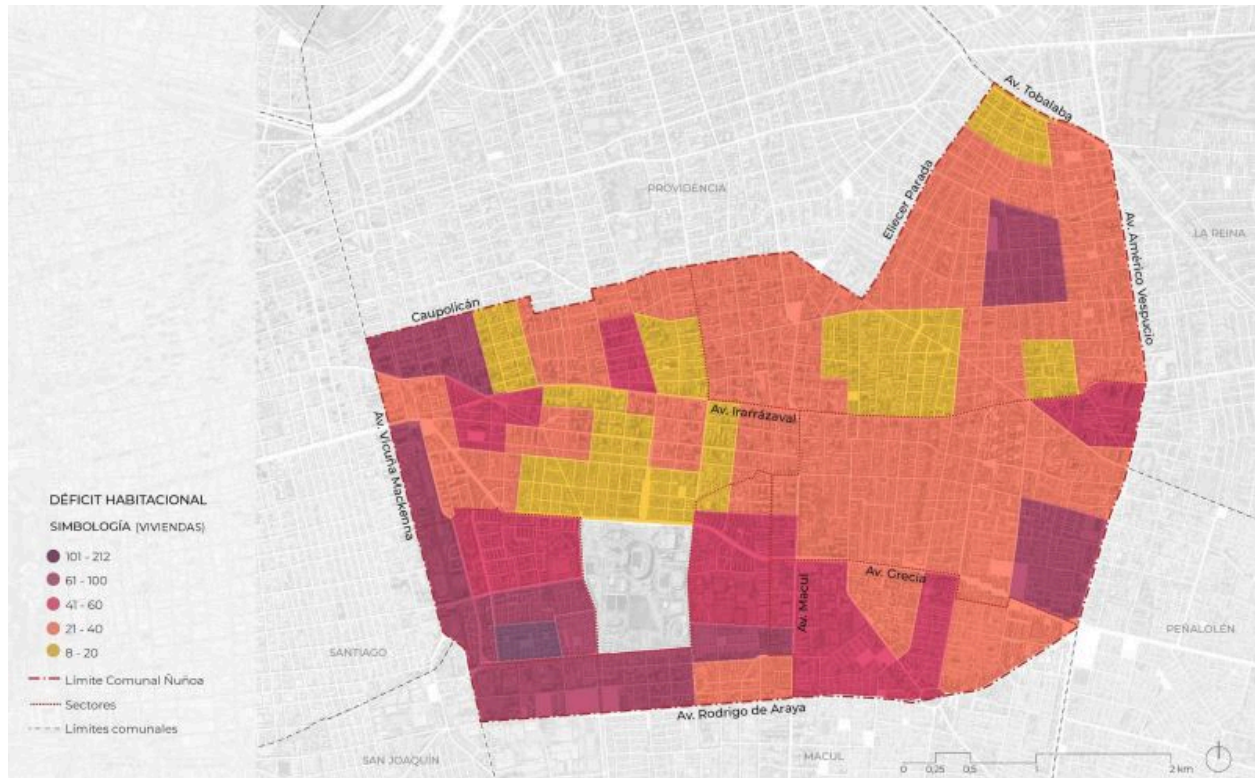 Av. Tobalaba
PROVIDENCIA
Eliecer Parada
Av. Américo Vespucio
LA REINA
Caupolicán
Av. Irarrázaval
Av. Vicuña Mackenna
DÉFICIT HABITACIONAL
SIMBOLOGÍA (VIVIENDAS)
101 - 212
61 - 100
41 - 60
21 - 40
8 - 20
Límite Comunal Ñuñoa
Sectores
Límites comunales
Av. Grecia
Av. Macul
SANTIAGO
PEÑALOLÉN
Av. Rodrigo de Araya
SAN JOAQUÍN
MACUL
0 0,25 0,5 1 2 km